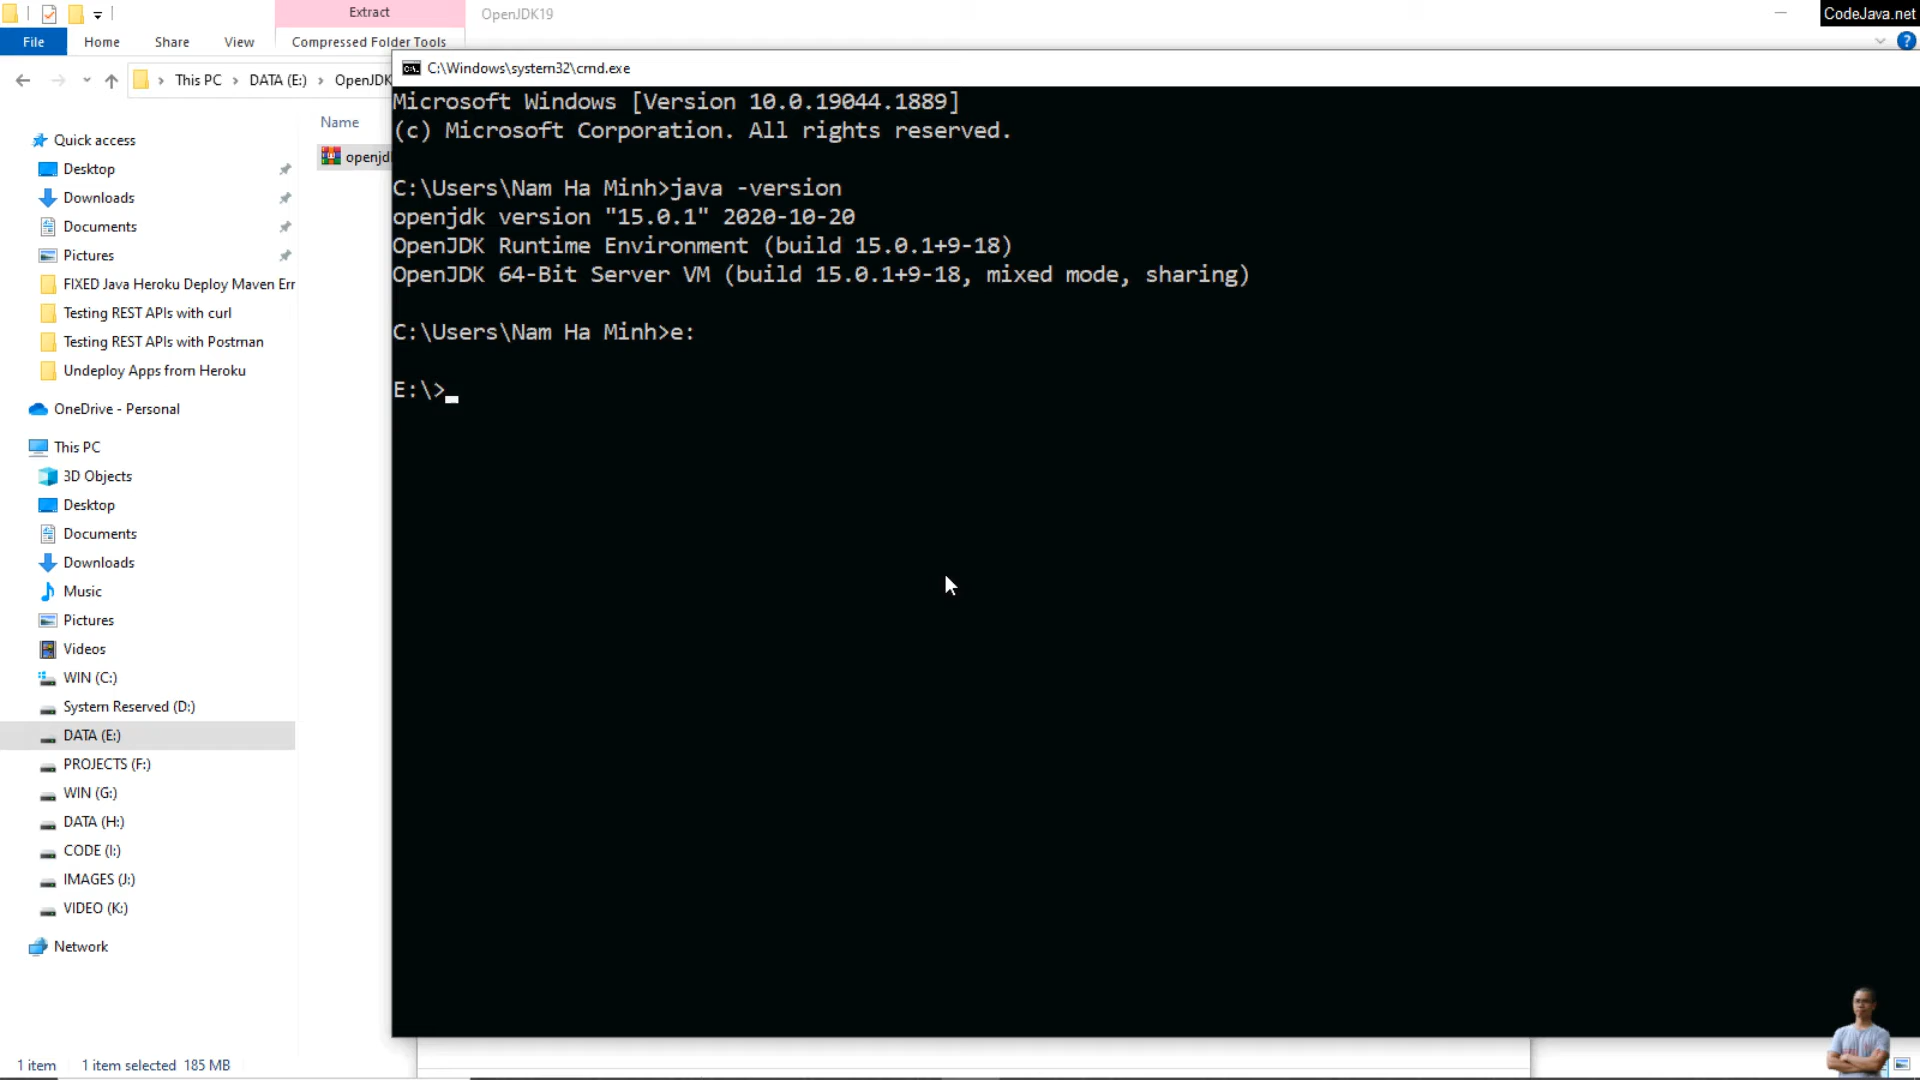 Extract
OpenJDK19
CodeJava.net
File
Home
Share
View
Compressed Folder Tools
This PC > DATA (E:) > OpenJDK
C:\Windows\system32\cmd.exe
Name
openjd
Quick access
Desktop
Downloads
Documents
Pictures
FIXED Java Heroku Deploy Maven Err
Testing REST APIs with curl
Testing REST APIs with Postman
Undeploy Apps from Heroku
OneDrive - Personal
This PC
3D Objects
Desktop
Documents
Downloads
Music
Pictures
Videos
WIN (C:)
System Reserved (D:)
DATA (E:)
PROJECTS (F:)
WIN (G:)
DATA (H:)
CODE (I:)
IMAGES (J:)
VIDEO (K:)
Network
1 item
1 item selected 185 MB
Microsoft Windows [Version 10.0.19044.1889]
(c) Microsoft Corporation. All rights reserved.
C:\Users\Nam Ha Minh>java -version
openjdk version "15.0.1" 2020-10-20
OpenJDK Runtime Environment (build 15.0.1+9-18)
OpenJDK 64-Bit Server VM (build 15.0.1+9-18, mixed mode, sharing)
C:\Users\Nam Ha Minh>e:
E:\>